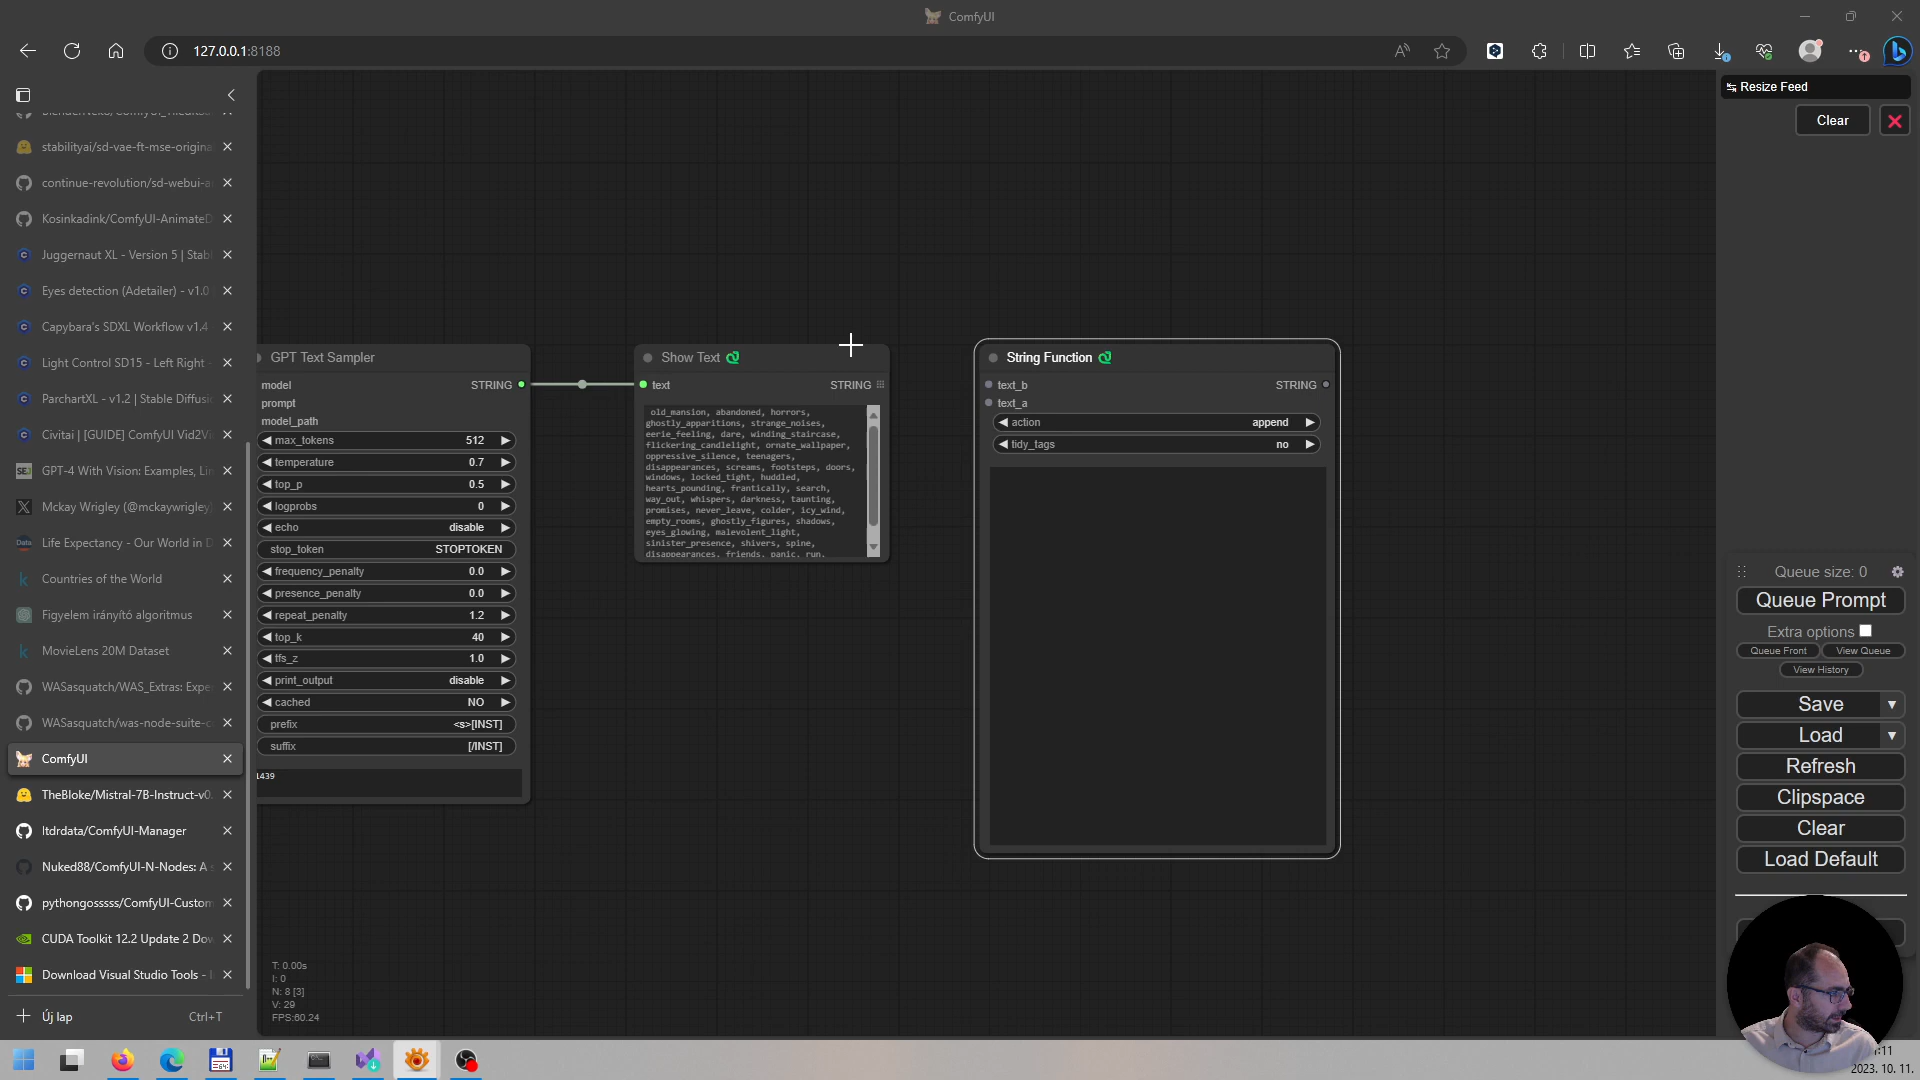 ComfyUI
127.0.0.1:8188
stabilityai/sd-vae-ft-mse-origina
continue-revolution/sd-webui-a
Kosinkadink/ComfyUI-AnimateD
Juggernaut XL - Version 5 | Stab
Eyes detection (Adetailer) - v1.0
Capybara's SDXL Workflow v1.4
Light Control SD15 - Left Right -
ParchartXL - v1.2 | Stable Diffusi
Civitai | [GUIDE] ComfyUI Vid2Vi
GPT-4 With Vision: Examples, Li
Mckay Wrigley (@mckaywrigley)
Life Expectancy - Our World in D
Countries of the World
Figyelem irányító algoritmus
MovieLens 20M Dataset
WASasquatch/WAS_Extras: Expe
WASasquatch/was-node-suite-c
ComfyUI
TheBloke/Mistral-7B-Instruct-v0.
ltdrdata/ComfyUI-Manager
Nuked88/ComfyUI-N-Nodes: A s
pythongosssss/ComfyUI-Custom
CUDA Toolkit 12.2 Update 2 Dow
Download Visual Studio Tools -
Új lap Ctrl+T
GPT Text Sampler
model STRING
prompt
model_path
max_tokens 512
temperature 0.7
top_p 0.5
logprobs 0
echo disable
stop_token STOPTOKEN
frequency_penalty 0.0
presence_penalty 0.0
repeat_penalty 1.2
top_k 40
tfs_z 1.0
print_output disable
cached NO
prefix <s>[INST]
suffix [/INST]
1439
Show Text
text STRING
old_mansion, abandoned, horrors,
ghostly_apparitions, strange_noises,
eerie_feeling, dare, winding_staircase,
flickering_candlelight, ornate_wallpaper,
oppressive_silence, teenagers,
disappearances, screams, footsteps, doors,
windows, locked_tight, huddled,
hearts_pounding, frantically, search,
way_out, whispers, darkness, taunting,
promises, never_leave, colder, icy_wind,
empty_rooms, ghostly_figures, shadows,
eyes_glowing, malevolent_light,
sinister_presence, shivers, spine,
disappearances, friends, panic, run,
String Function
text_b STRING
text_a
action append
tidy_tags no
T: 0.00s
I: 0
N: 8 [3]
V: 29
FPS:60.24
Resize Feed
Clear
Queue size: 0
Queue Prompt
Extra options
Queue Front View Queue
View History
Save
Load
Refresh
Clipspace
Clear
Load Default
:11
2023. 10. 11.